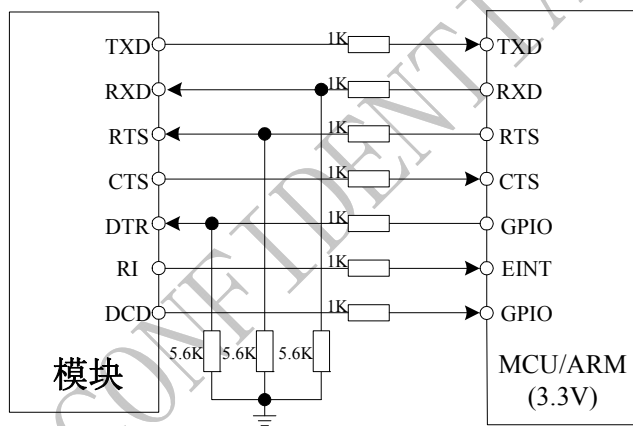 TXD 1K TXD
RXD 1K RXD
RTS 1K RTS
CTS 1K CTS
DTR 1K GPIO
RI 1K EINT
DCD 1K GPIO
5.6K 5.6K 5.6K
模块
MCU/ARM
(3.3V)
CONFIDENTIA